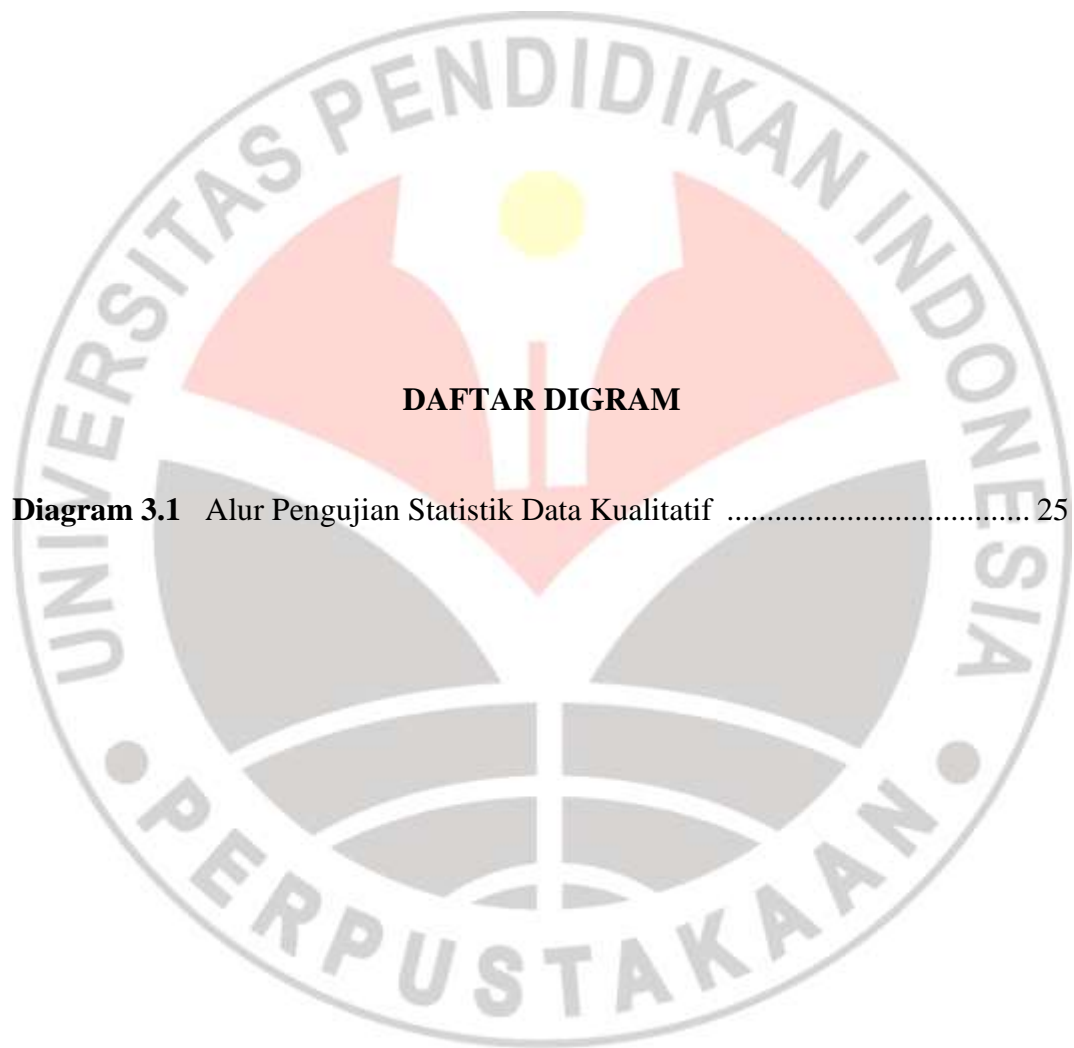 UNIVERSITAS PENDIDIKAN INDONESIA
DAFTAR DIGRAM
Diagram 3.1 Alur Pengujian Statistik Data Kualitatif ................................ 25
PERPUSTAKAAN